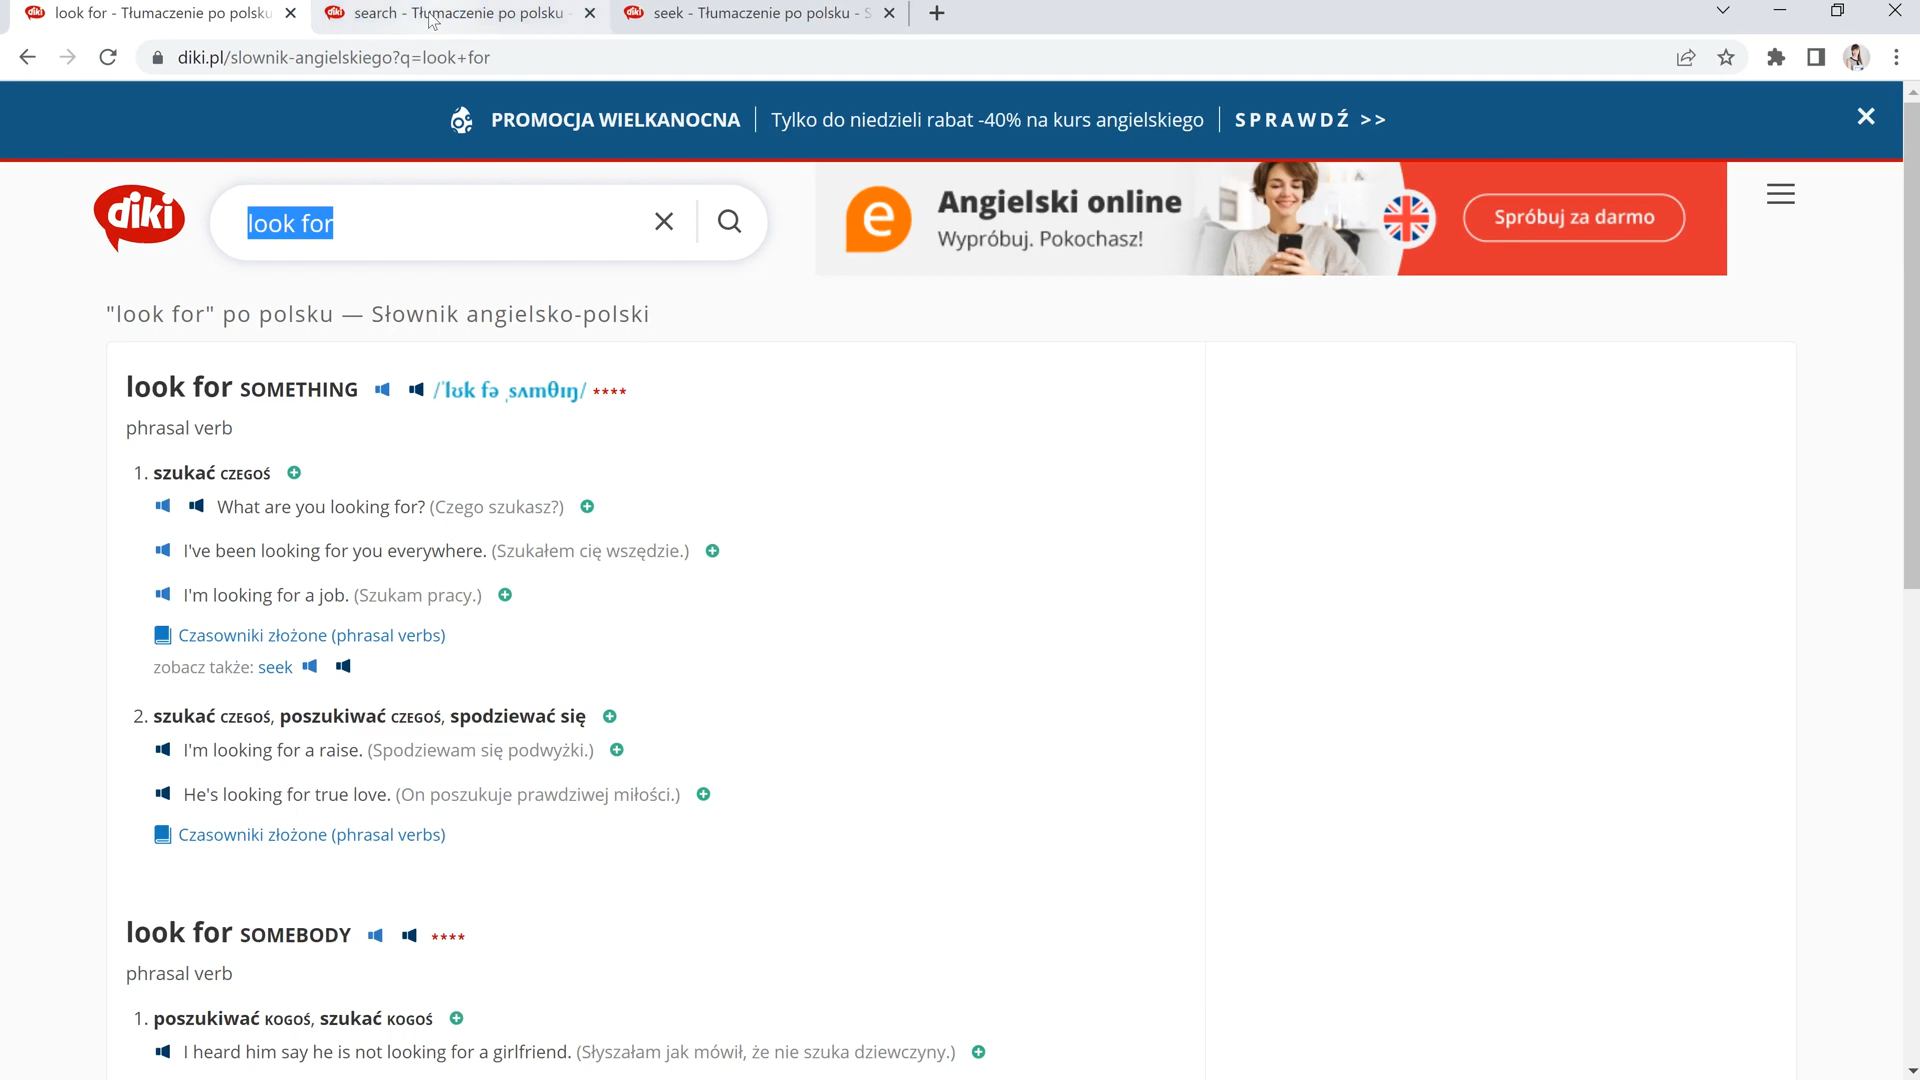 look for - Tłumaczenie po polsku
search - Tłumaczenie po polsku -
seek - Tłumaczenie po polsku - S
diki.pl/slownik-angielskiego?q=look+for
PROMOCJA WIELKANOCNA | Tylko do niedzieli rabat -40% na kurs angielskiego | SPRAWDŹ >>
diki
look for
e
Angielski online
Wypróbuj. Pokochasz!
Spróbuj za darmo
"look for" po polsku — Słownik angielsko-polski
look for SOMETHING /ˈlʊk fə ˌsʌmθɪŋ/ ****
phrasal verb
1. szukać CZEGOŚ
What are you looking for? (Czego szukasz?)
I've been looking for you everywhere. (Szukałem cię wszędzie.)
I'm looking for a job. (Szukam pracy.)
Czasowniki złożone (phrasal verbs)
zobacz także: seek
2. szukać CZEGOŚ, poszukiwać CZEGOŚ, spodziewać się
I'm looking for a raise. (Spodziewam się podwyżki.)
He's looking for true love. (On poszukuje prawdziwej miłości.)
Czasowniki złożone (phrasal verbs)
look for SOMEBODY ****
phrasal verb
1. poszukiwać KOGOŚ, szukać KOGOŚ
I heard him say he is not looking for a girlfriend. (Słyszałam jak mówił, że nie szuka dziewczyny.)